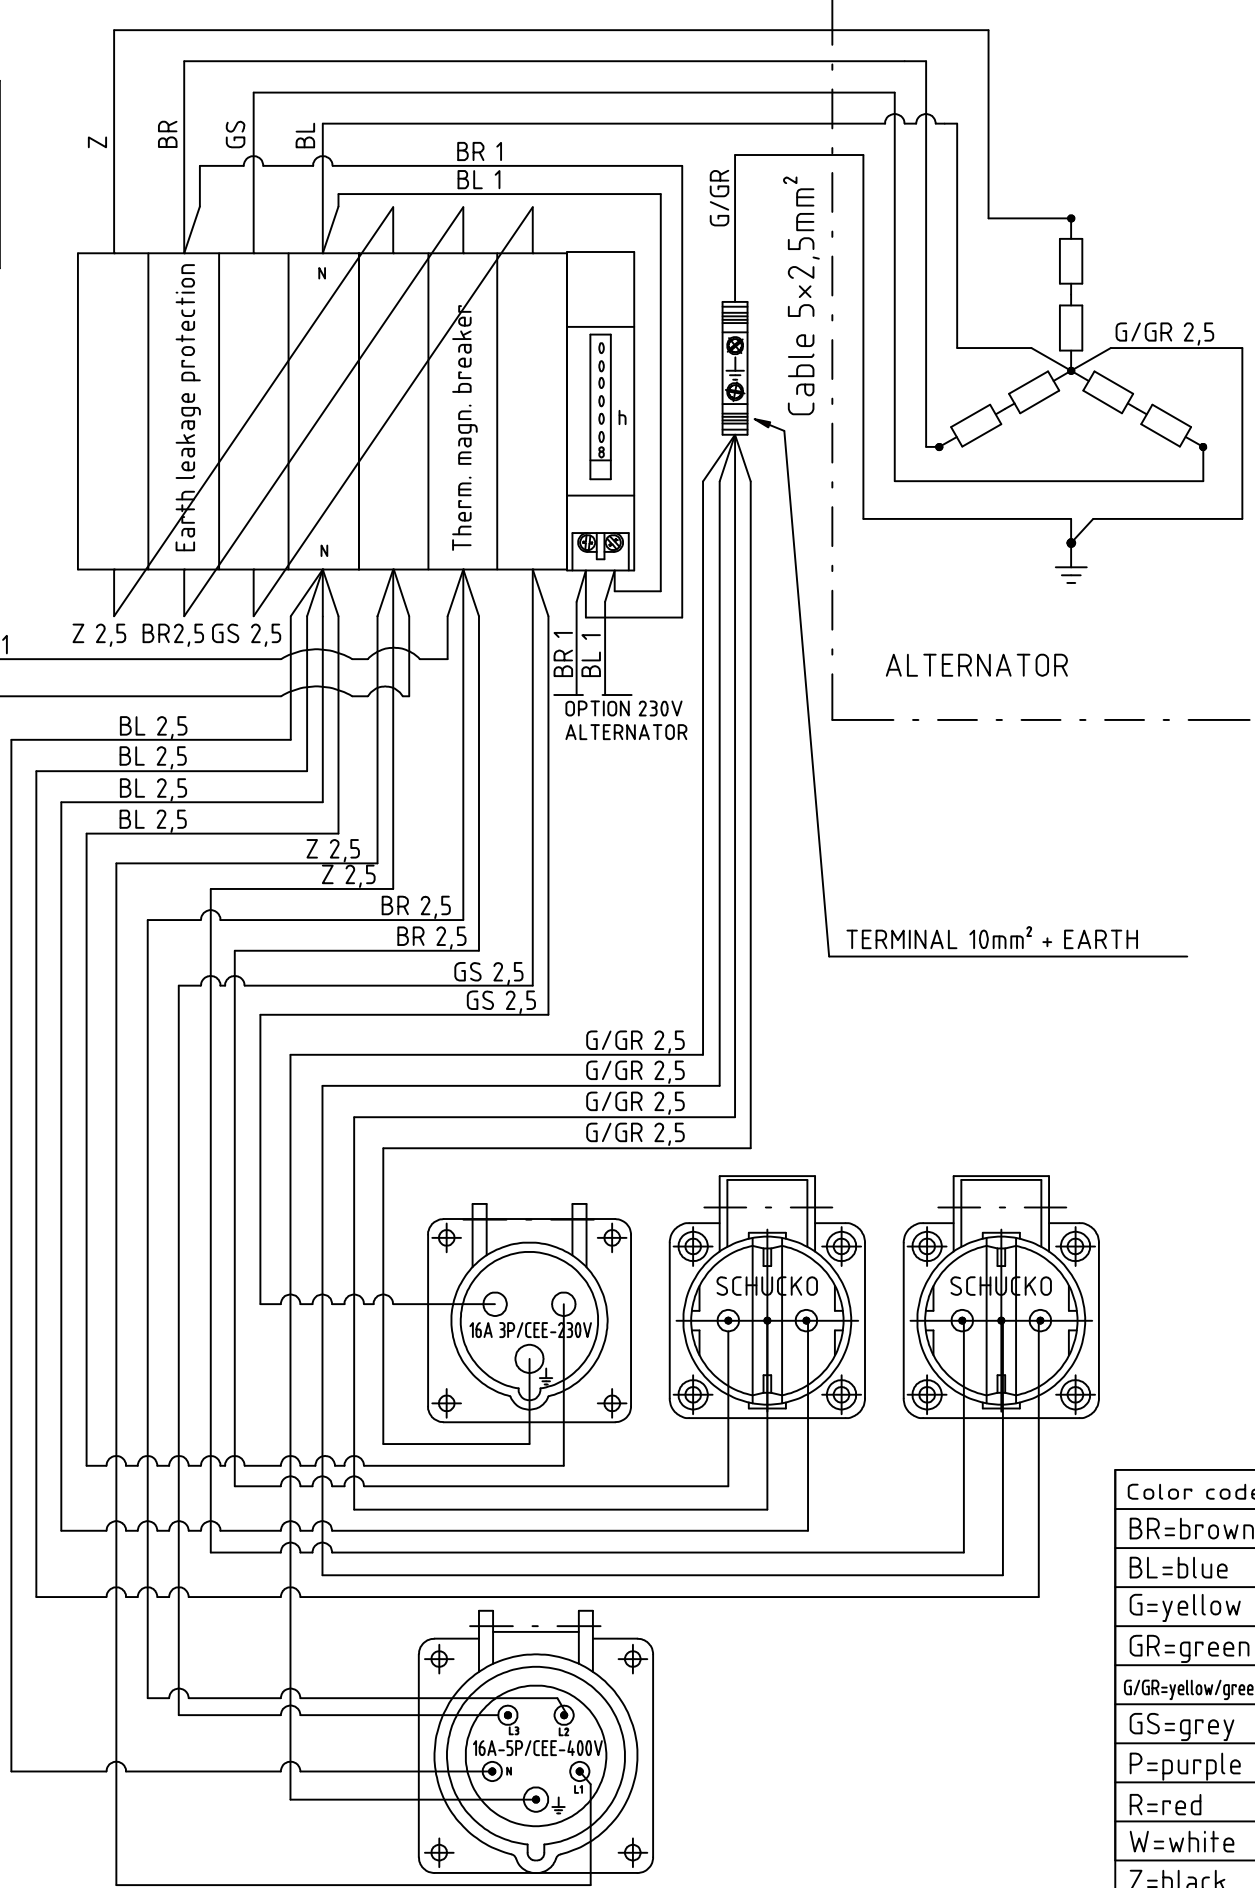 Z
BR
GS
BL
BR 1
BL 1
G/GR
Cable 5×2,5mm²
N
Earth leakage protection
Therm. magn. breaker
0
0
0
0
0
0
8
h
N
G/GR 2,5
Z 2,5 BR2,5 GS 2,5
1
BR 1
BL 1
OPTION 230V
ALTERNATOR
ALTERNATOR
BL 2,5
BL 2,5
BL 2,5
BL 2,5
Z 2,5
Z 2,5
BR 2,5
BR 2,5
GS 2,5
GS 2,5
TERMINAL 10mm² + EARTH
G/GR 2,5
G/GR 2,5
G/GR 2,5
G/GR 2,5
16A 3P/CEE-230V
SCHUCKO
SCHUCKO
L3
L2
16A-5P/CEE-400V
N
L1
Color code
BR=brown
BL=blue
G=yellow
GR=green
G/GR=yellow/gree
GS=grey
P=purple
R=red
W=white
Z=black